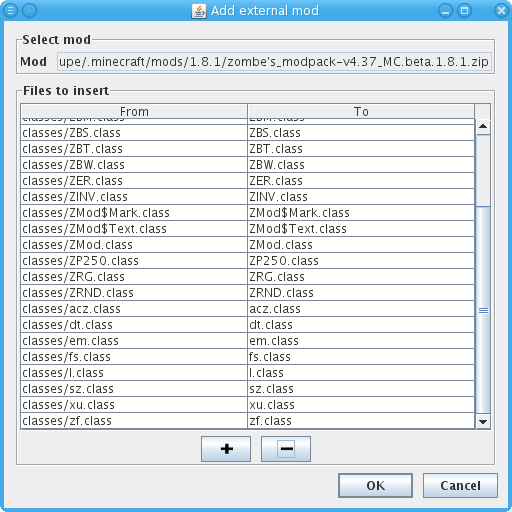 Add external mod
Select mod
Mod upe/.minecraft/mods/1.8.1/zombe's_modpack-v4.37_MC.beta.1.8.1.zip
Files to insert
From To
classes/ZBM.class ZBM.class
classes/ZBS.class ZBS.class
classes/ZBT.class ZBT.class
classes/ZBW.class ZBW.class
classes/ZER.class ZER.class
classes/ZINV.class ZINV.class
classes/ZMod$Mark.class ZMod$Mark.class
classes/ZMod$Text.class ZMod$Text.class
classes/ZMod.class ZMod.class
classes/ZP250.class ZP250.class
classes/ZRG.class ZRG.class
classes/ZRND.class ZRND.class
classes/acz.class acz.class
classes/dt.class dt.class
classes/em.class em.class
classes/fs.class fs.class
classes/l.class l.class
classes/sz.class sz.class
classes/xu.class xu.class
classes/zf.class zf.class
+ −
OK Cancel